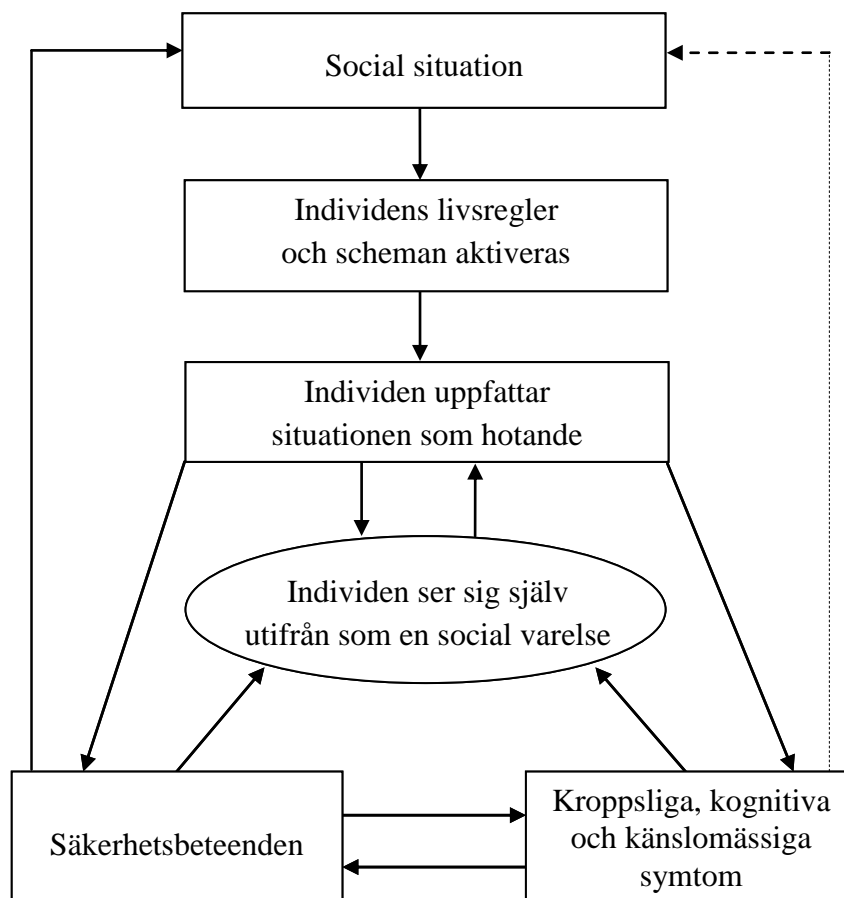 Social situation
Individens livsregler
och scheman aktiveras
Individen uppfattar
situationen som hotande
Individen ser sig själv
utifrån som en social varelse
Säkerhetsbeteenden
Kroppsliga, kognitiva
och känslomässiga
symtom